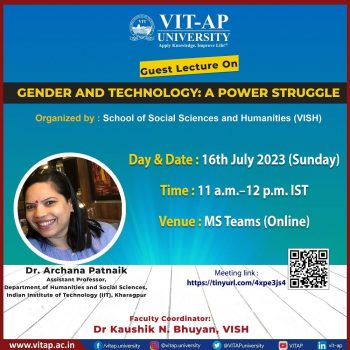 VIT-AP
UNIVERSITY
Apply Knowledge. Improve Life!®
Guest Lecture On
GENDER AND TECHNOLOGY: A POWER STRUGGLE
Organized by : School of Social Sciences and Humanities (VISH)
Day & Date : 16th July 2023 (Sunday)
Time : 11 a.m.–12 p.m. IST
Venue : MS Teams (Online)
Dr. Archana Patnaik
Assistant Professor,
Department of Humanities and Social Sciences,
Indian Institute of Technology (IIT), Kharagpur
Meeting link :
https://tinyurl.com/4xpe3js4
Faculty Coordinator:
Dr Kaushik N. Bhuyan, VISH
www.vitap.ac.in
/vitap.university
@vitap.university
@VITAPuniversity
VITAP
vitap-university